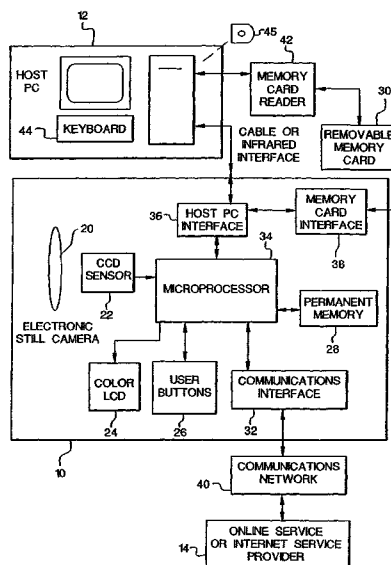 12
45
42
HOST
PC
KEYBOARD
44
MEMORY
CARD
READER
30
REMOVABLE
MEMORY
CARD
CABLE OR
INFRARED
INTERFACE
36
HOST PC
INTERFACE
34
MEMORY CARD
INTERFACE
38
20
CCD
SENSOR
22
MICROPROCESSOR
PERMANENT
MEMORY
28
ELECTRONIC
STILL CAMERA
COLOR
LCD
24
USER
BUTTONS
26
COMMUNICATIONS
INTERFACE
32
10
COMMUNICATIONS
NETWORK
40
ONLINE SERVICE
OR INTERNET SERVICE
PROVIDER
14